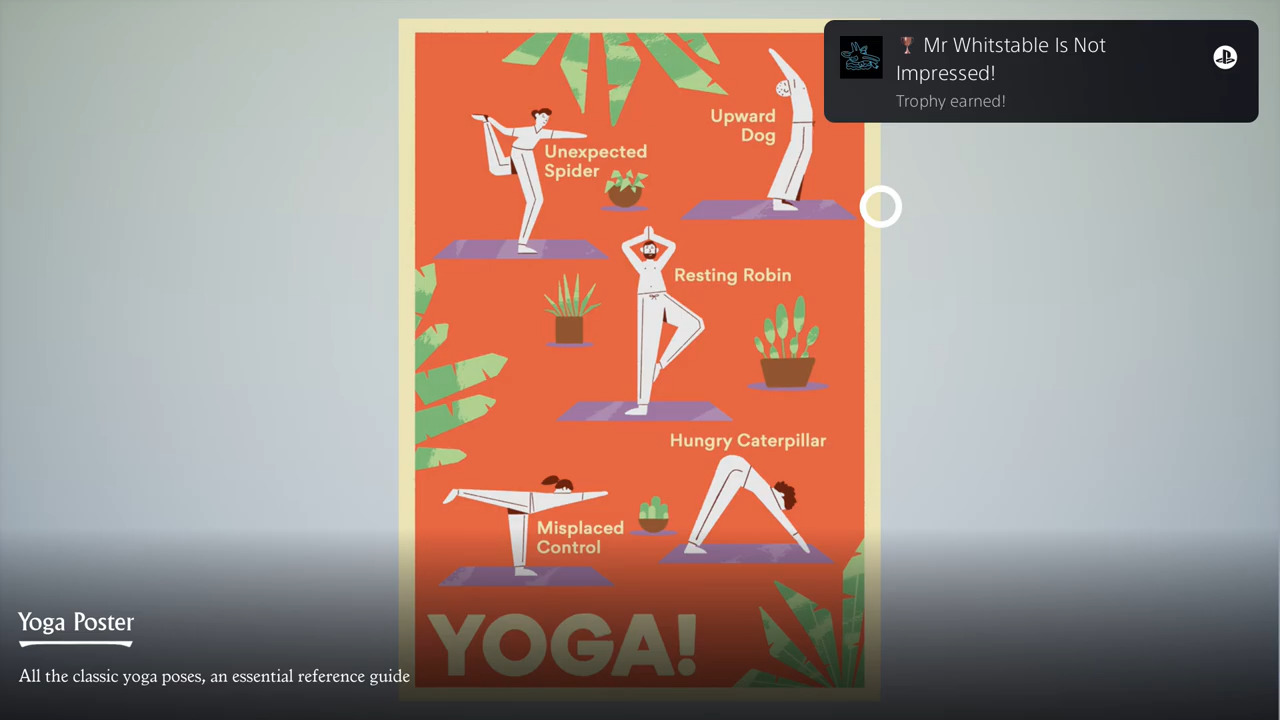 Mr Whitstable Is Not
Impressed!
Trophy earned!
Upward
Dog
Unexpected
Spider
Resting Robin
Hungry Caterpillar
Misplaced
Control
YOGA!
Yoga Poster
All the classic yoga poses, an essential reference guide